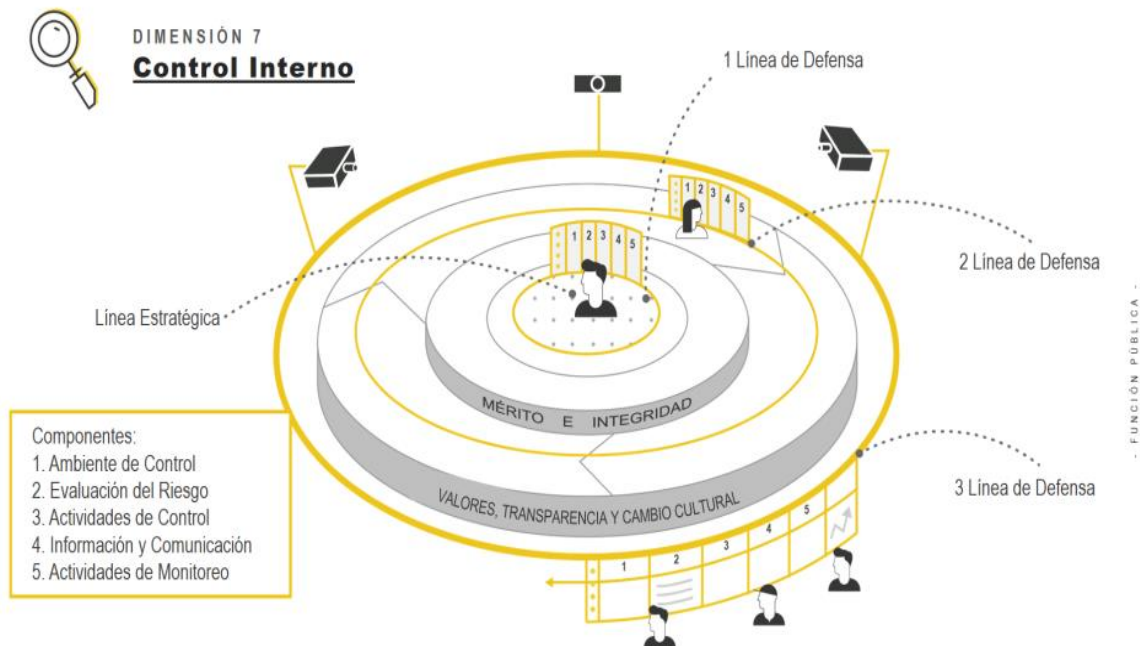 DIMENSIÓN 7
Control Interno
1 Línea de Defensa
1 2 3 4 5
1 2 3 4 5
2 Línea de Defensa
Línea Estratégica
- FUNCIÓN PÚBLICA -
MÉRITO E INTEGRIDAD
Componentes:
1. Ambiente de Control
2. Evaluación del Riesgo
3. Actividades de Control
4. Información y Comunicación
5. Actividades de Monitoreo
VALORES, TRANSPARENCIA Y CAMBIO CULTURAL
3 Línea de Defensa
1 2 3 4 5